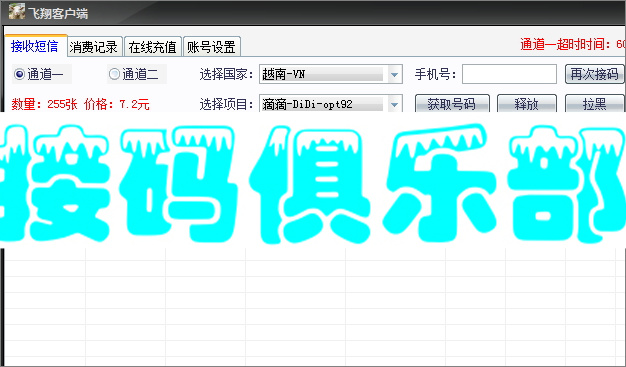 飞翔客户端
接收短信 消费记录 在线充值 账号设置 通道一超时时间：60
通道一 通道二 选择国家： 越南-VN 手机号： 再次接码
数量：255张 价格：7.2元 选择项目： 滴滴-DiDi-opt92 获取号码 释放 拉黑
接码俱乐部